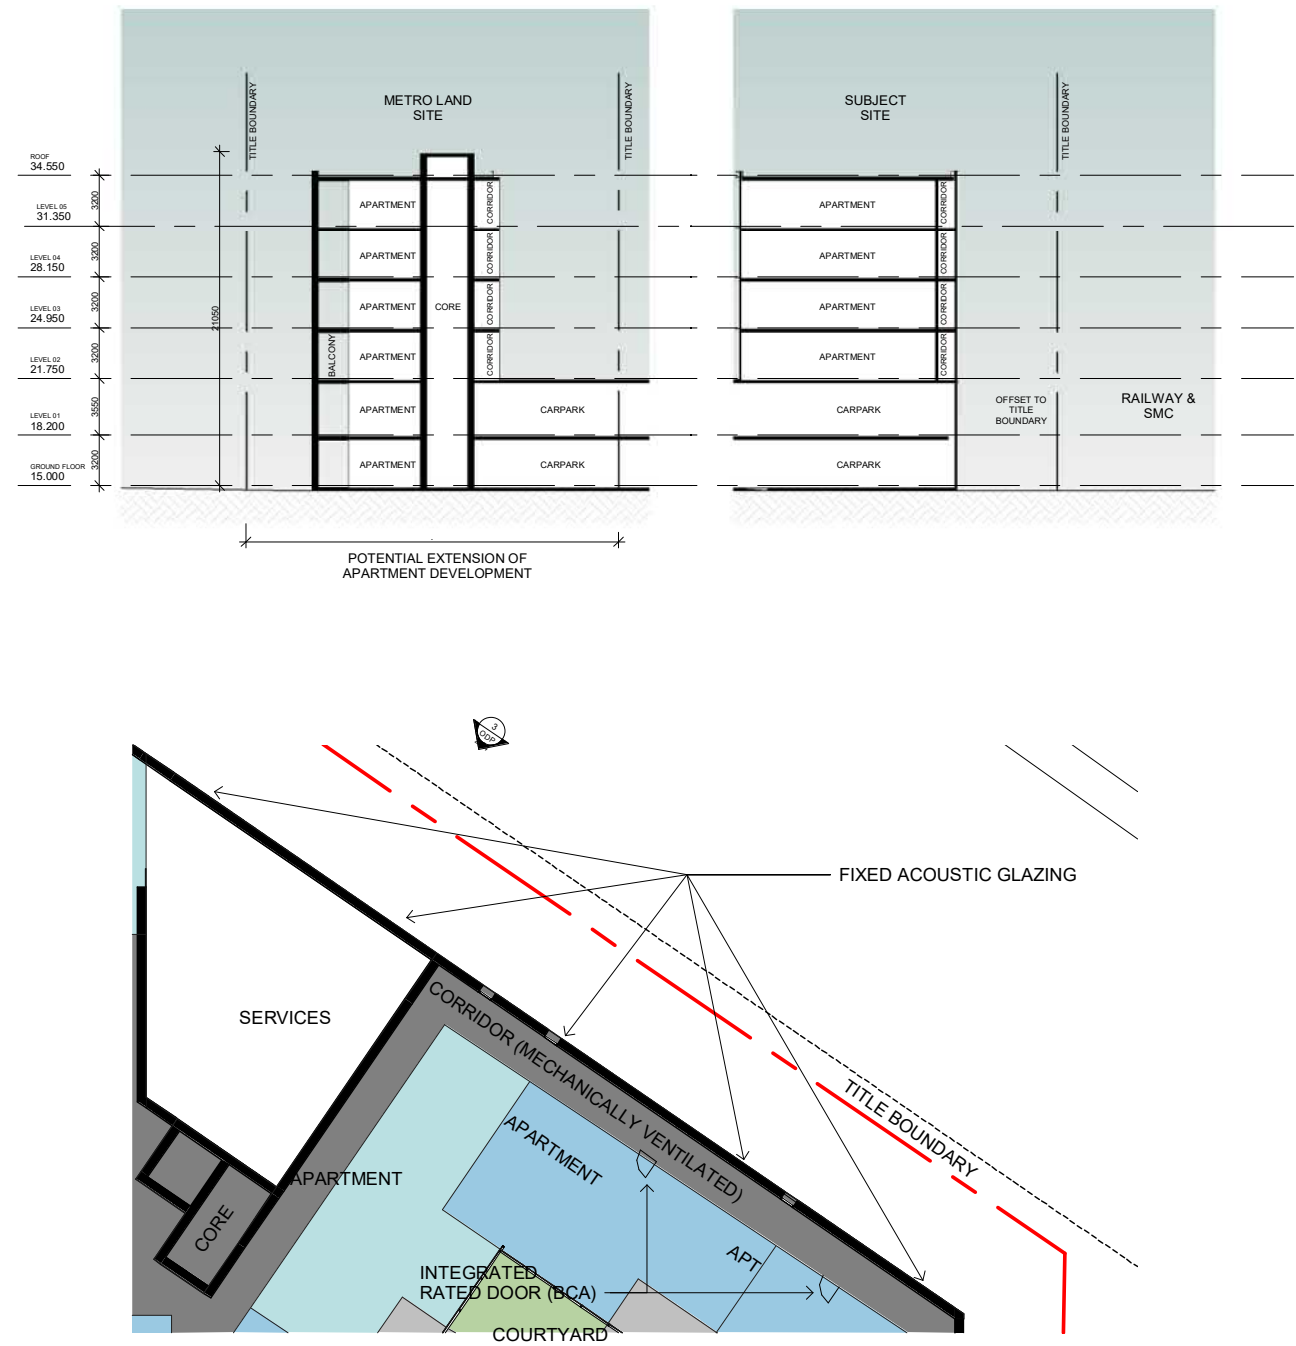 METRO LAND
SITE
SUBJECT
SITE
TITLE BOUNDARY
TITLE BOUNDARY
TITLE BOUNDARY
ROOF
34.550
LEVEL 05
31.350
LEVEL 04
28.150
LEVEL 03
24.950
LEVEL 02
21.750
LEVEL 01
18.200
GROUND FLOOR
15.000
3200
3200
3200
3200
3550
3200
21050
APARTMENT
APARTMENT
APARTMENT
APARTMENT
APARTMENT
APARTMENT
BALCONY
CORE
CORRIDOR
CORRIDOR
CORRIDOR
CORRIDOR
CARPARK
CARPARK
APARTMENT
APARTMENT
APARTMENT
APARTMENT
CORRIDOR
CORRIDOR
CORRIDOR
CORRIDOR
CARPARK
CARPARK
OFFSET TO
TITLE
BOUNDARY
RAILWAY &
SMC
POTENTIAL EXTENSION OF
APARTMENT DEVELOPMENT
3
ODP
FIXED ACOUSTIC GLAZING
SERVICES
CORRIDOR (MECHANICALLY VENTILATED)
TITLE BOUNDARY
APARTMENT
APARTMENT
CORE
APT
INTEGRATED
RATED DOOR (BCA)
COURTYARD